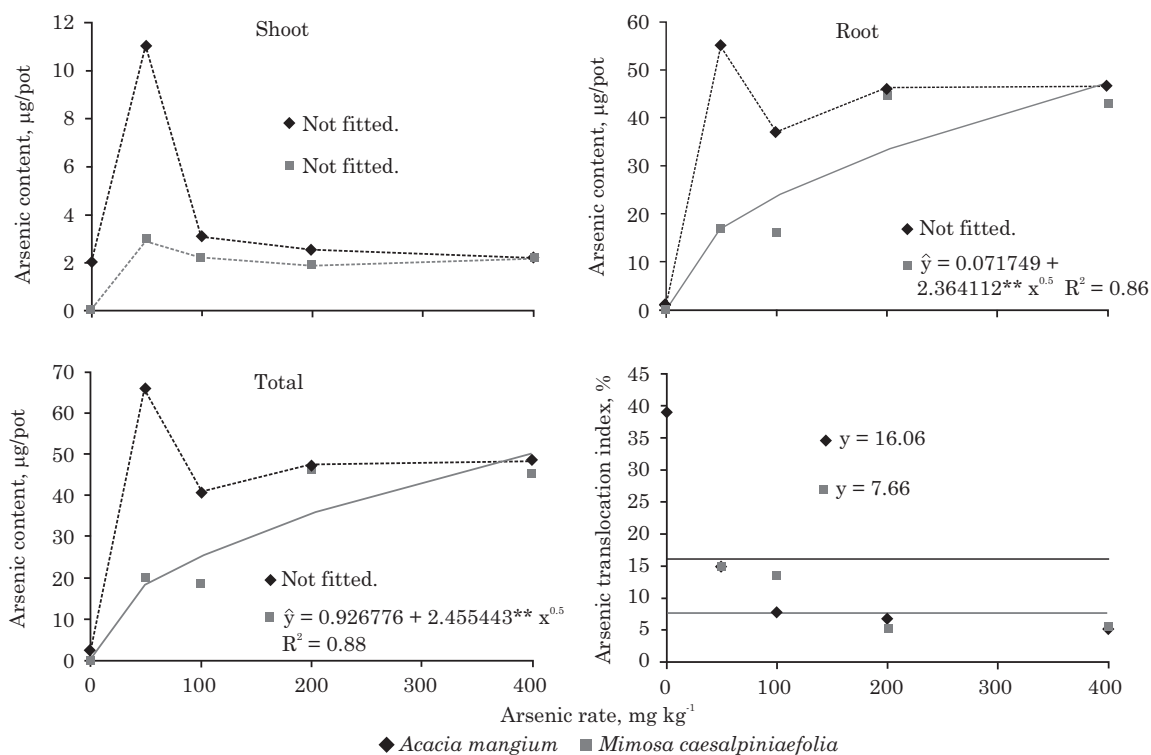 Shoot
Arsenic content, µg/pot
12
10
8
6
4
2
0
Not fitted.
Not fitted.
Root
Arsenic content, µg/pot
60
50
40
30
20
10
0
Not fitted.
ŷ = 0.071749 +
2.364112** x^0.5 R² = 0.86
Total
Arsenic content, µg/pot
70
60
50
40
30
20
10
0
0 100 200 300 400
Not fitted.
ŷ = 0.926776 + 2.455443** x^0.5
R² = 0.88
Arsenic translocation index, %
45
40
35
30
25
20
15
10
5
0
0 100 200 300 400
y = 16.06
y = 7.66
Arsenic rate, mg kg⁻¹
Acacia mangium Mimosa caesalpiniaefolia